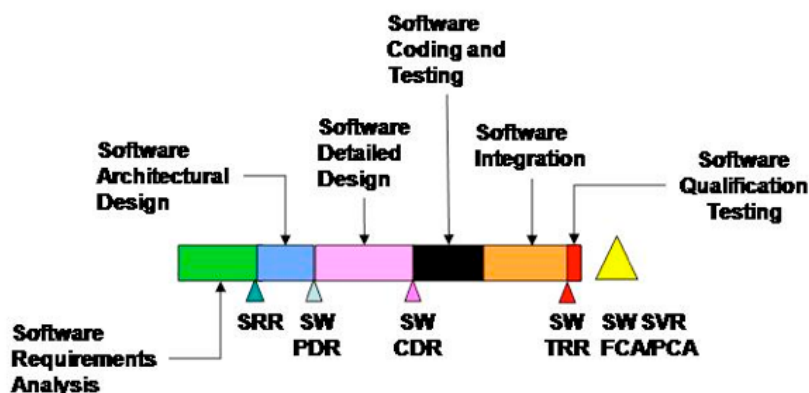 Software
Coding and
Testing
Software
Detailed
Design
Software
Integration
Software
Architectural
Design
Software
Qualification
Testing
SRR
SW
PDR
SW
CDR
SW
TRR
SW SVR
FCA/PCA
Software
Requirements
Analysis